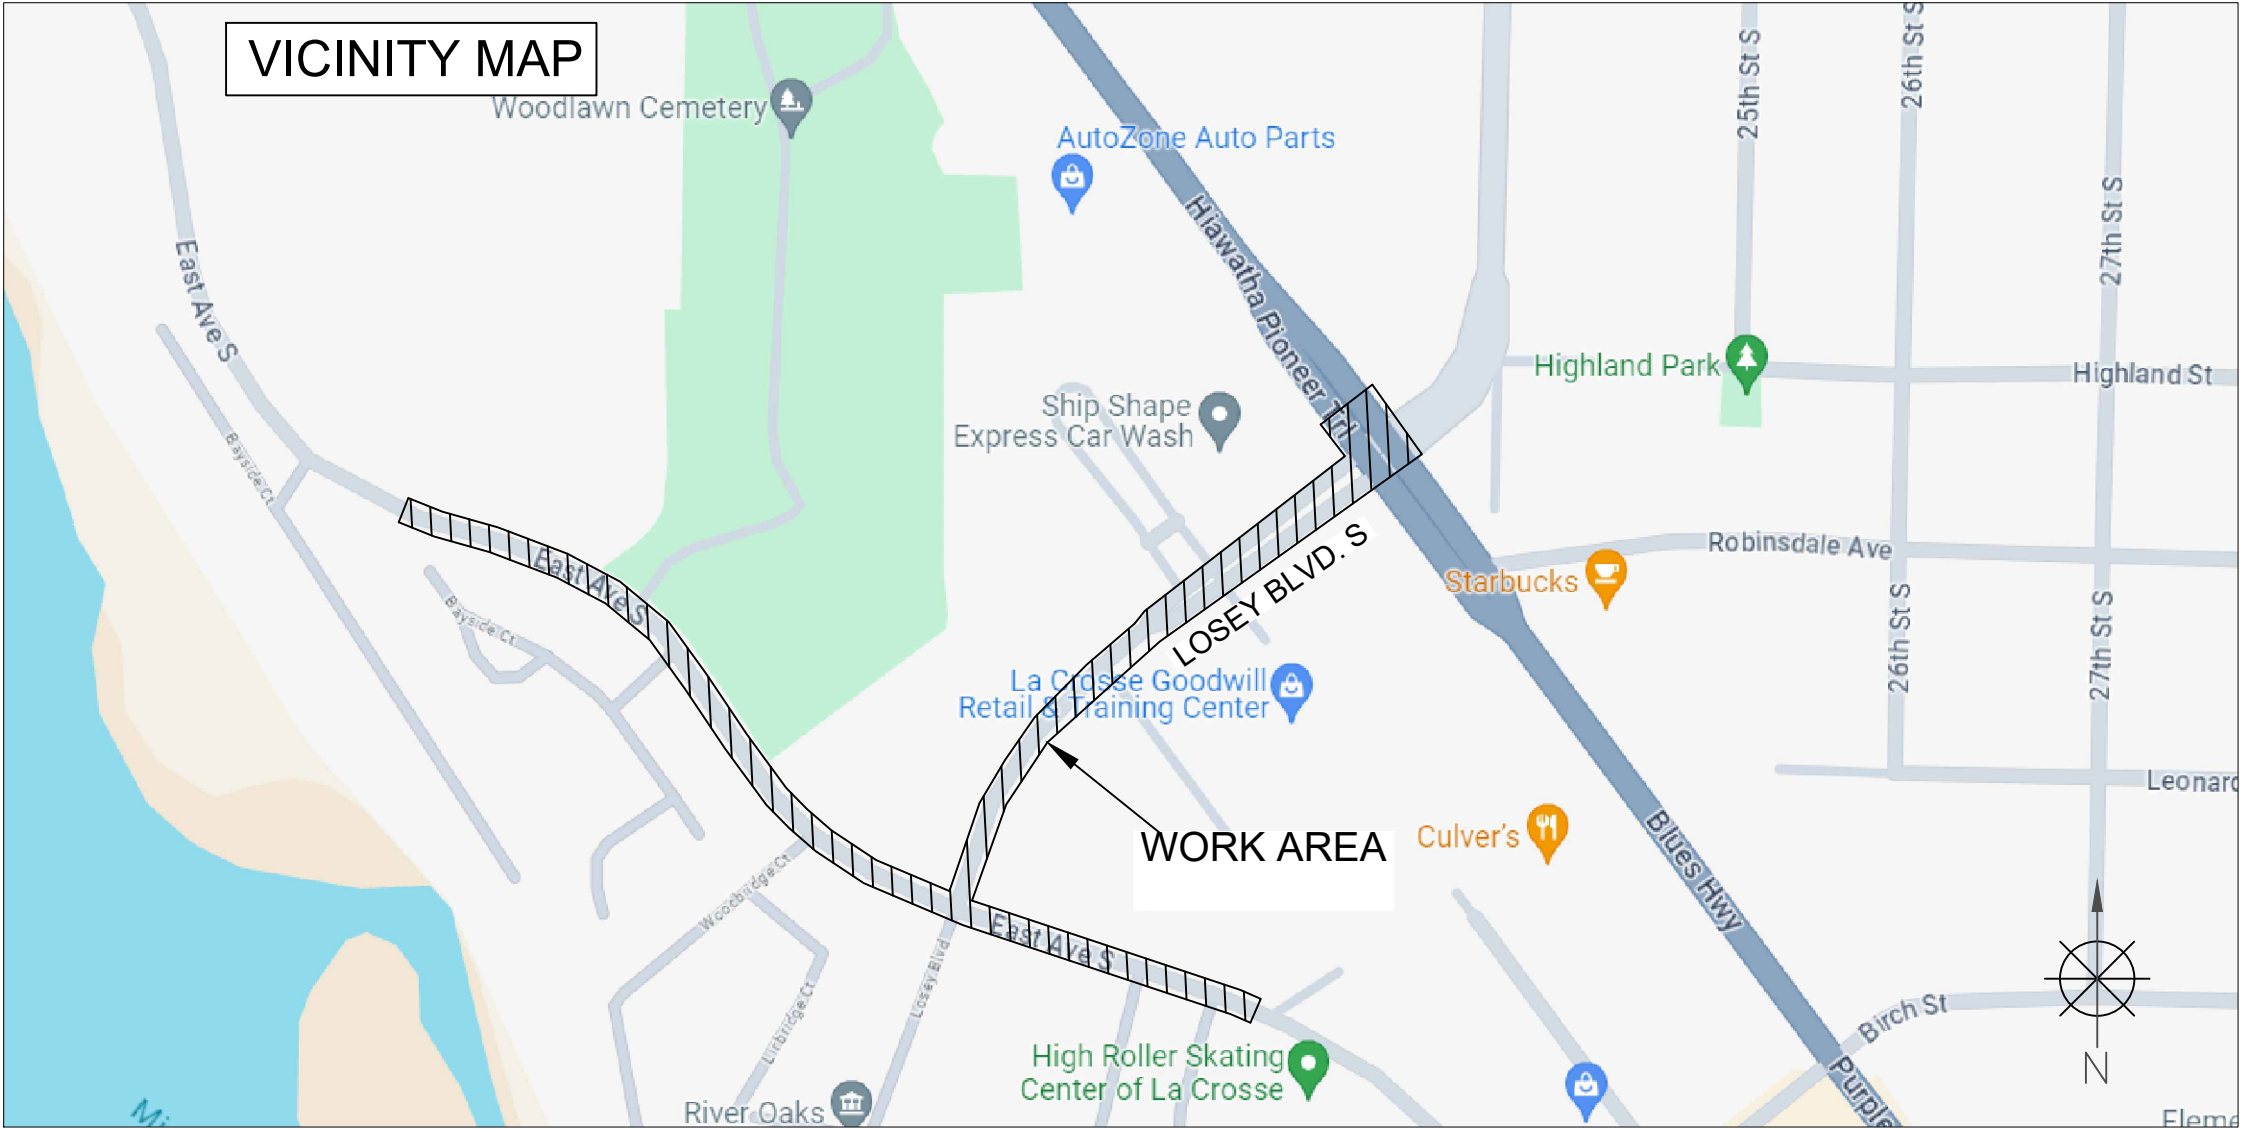 VICINITY MAP
Woodlawn Cemetery
AutoZone Auto Parts
25th St S
26th St S
27th St S
East Ave S
Hiawatha Pioneer Trl
Highland Park
Highland St
Ship Shape
Express Car Wash
Bayside Ct
East Ave S
Bayside Ct
LOSEY BLVD. S
Robinsdale Ave
Starbucks
26th St S
27th St S
La Crosse Goodwill
Retail & Training Center
Leonard
WORK AREA
Culver's
Blues Hwy
East Ave S
Losey Blvd
Birch St
N
High Roller Skating
Center of La Crosse
River Oaks
Purple
Mi
Eleme